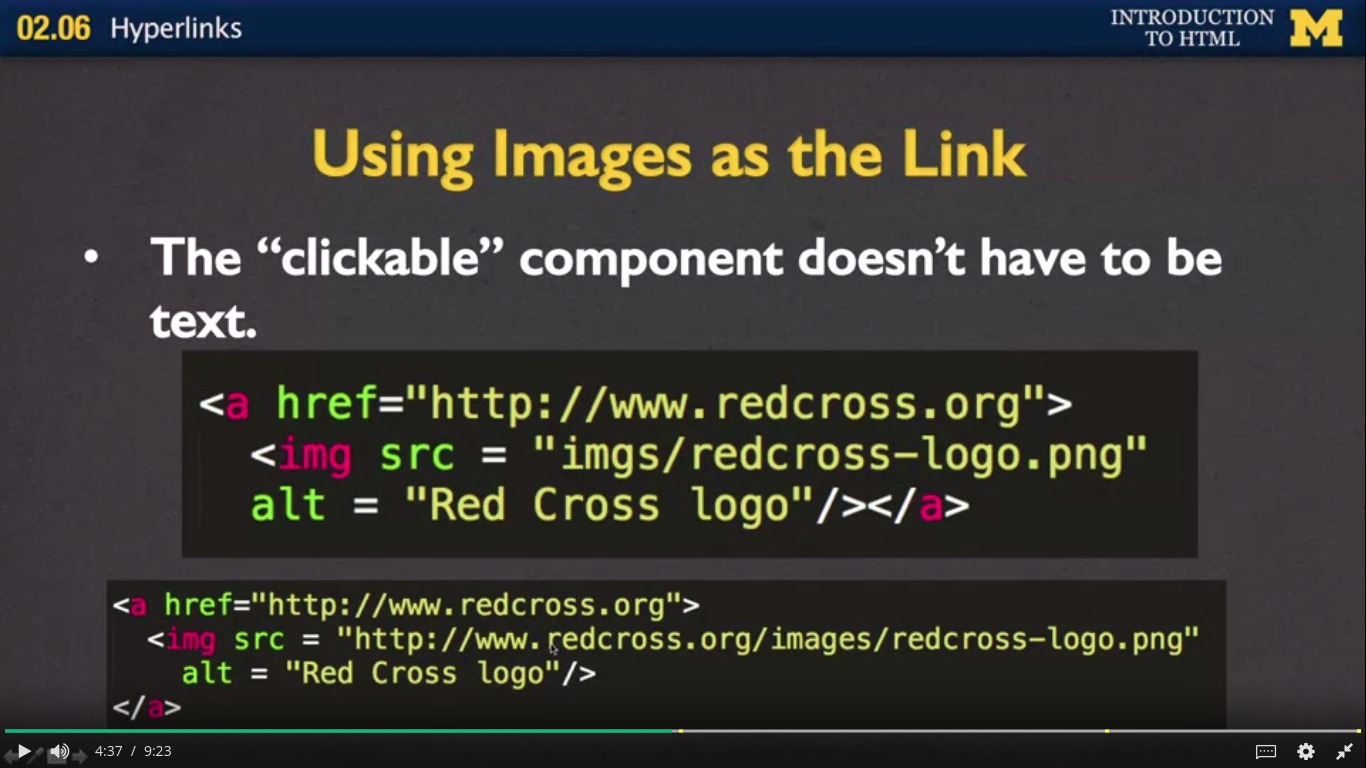 02.06 Hyperlinks
INTRODUCTION
TO HTML
M
Using Images as the Link
• The “clickable” component doesn’t have to be
text.
<a href="http://www.redcross.org">
<img src = "imgs/redcross-logo.png"
alt = "Red Cross logo"/></a>
<a href="http://www.redcross.org">
<img src = "http://www.redcross.org/images/redcross-logo.png"
alt = "Red Cross logo"/>
</a>
4:37 / 9:23